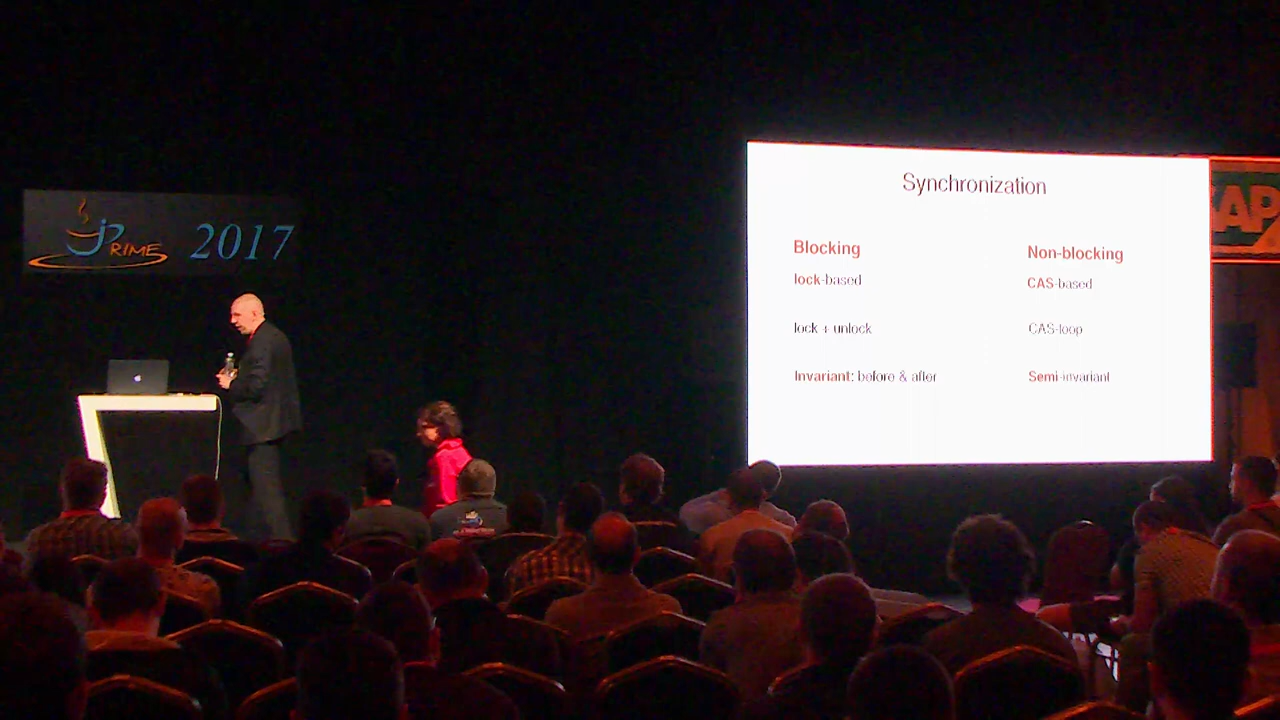 JPRIME 2017
Synchronization
Blocking
Non-blocking
lock-based
CAS-based
lock + unlock
CAS-loop
Invariant: before & after
Semi-invariant
SAP